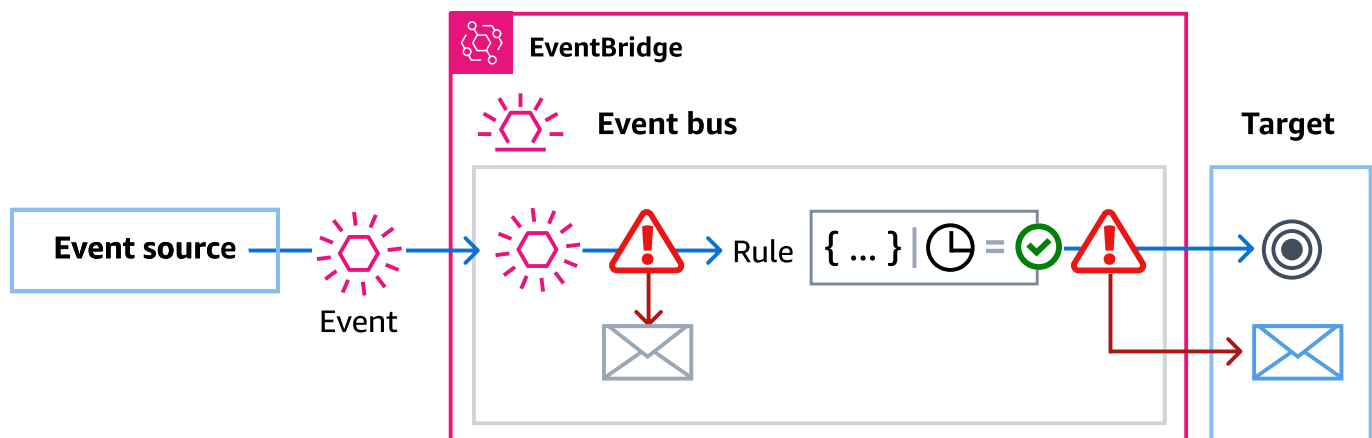 EventBridge
Event bus
Target
Event source
Event
Rule
{ ... } | =